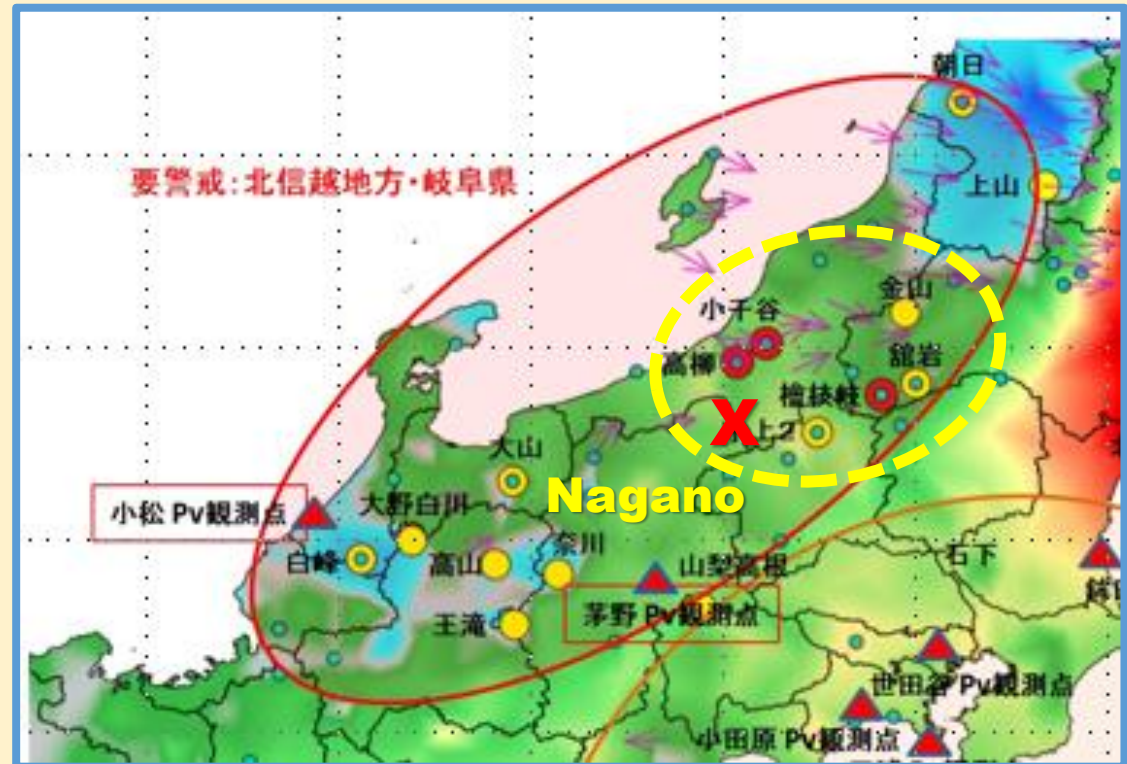 朝日
要警戒：北信越地方・岐阜県
上山
金山
小千谷
高柳
舘岩
檜枝岐
X
上2
大山
Nagano
小松 Pv観測点
大野白川
奈川
石下
白峰
高山
山梨高根
茅野 Pv観測点
王滝
世田谷 Pv観測点
小田原 Pv観測点